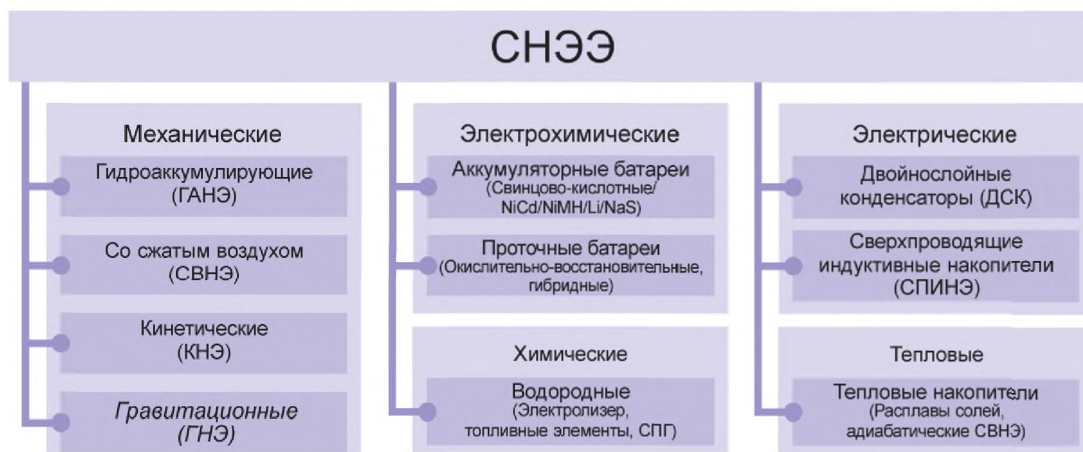 СНЭЭ
Механические
Гидроаккумулирующие
(ГАНЭ)
Со сжатым воздухом
(СВНЭ)
Кинетические
(КНЭ)
Гравитационные
(ГНЭ)
Электрохимические
Аккумуляторные батареи
(Свинцово-кислотные/
NiCd/NiMH/Li/NaS)
Проточные батареи
(Окислительно-восстановительные,
гибридные)
Химические
Водородные
(Электролизер,
топливные элементы, СПГ)
Электрические
Двойнослойные
конденсаторы (ДСК)
Сверхпроводящие
индуктивные накопители
(СПИНЭ)
Тепловые
Тепловые накопители
(Расплавы солей,
адиабатические СВНЭ)